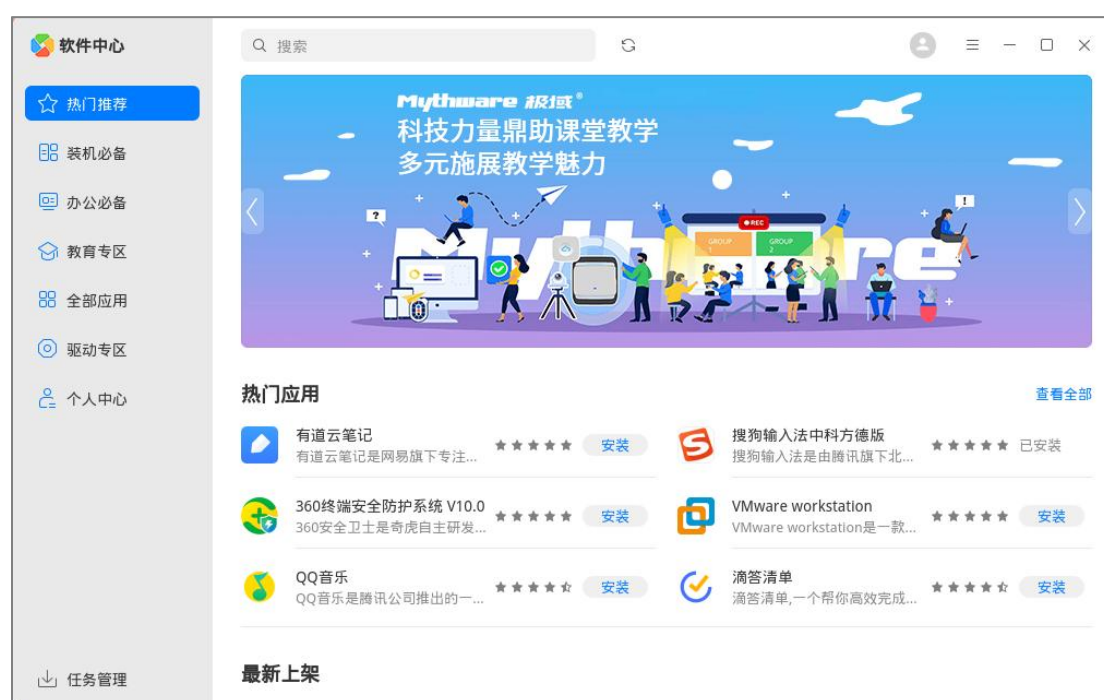 软件中心
搜索
热门推荐
装机必备
办公必备
教育专区
全部应用
驱动专区
个人中心
任务管理
Mythware 极域®
科技力量鼎助课堂教学
多元施展教学魅力
?
!
REC
GROUP 1
GROUP 2
Mythware
热门应用
查看全部
有道云笔记
有道云笔记是网易旗下专注...
安装
搜狗输入法中科方德版
搜狗输入法是由腾讯旗下北...
已安装
360终端安全防护系统 V10.0
360安全卫士是奇虎自主研发...
安装
VMware workstation
VMware workstation是一款...
安装
QQ音乐
QQ音乐是腾讯公司推出的一...
安装
滴答清单
滴答清单,一个帮你高效完成...
安装
最新上架